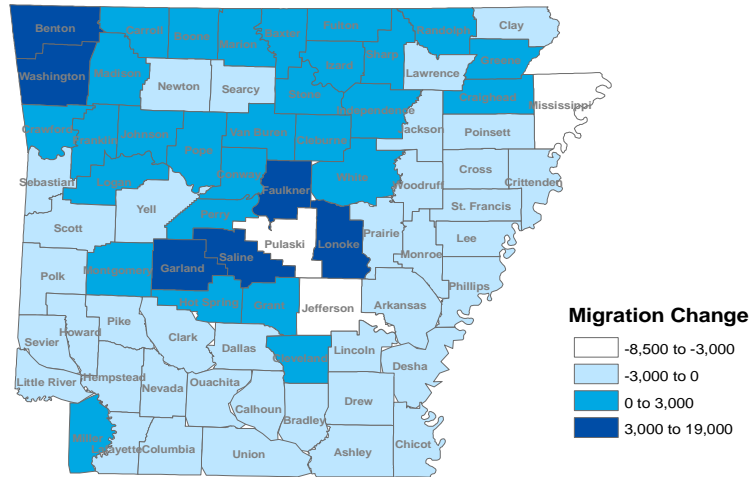 Benton
Carroll
Boone
Marion
Baxter
Fulton
Randolph
Clay
Washington
Madison
Newton
Searcy
Stone
Izard
Sharp
Lawrence
Greene
Craighead
Mississippi
Crawford
Franklin
Johnson
Pope
Van Buren
Cleburne
Independence
Jackson
Poinsett
Sebastian
Logan
Conway
Faulkner
White
Woodruff
Cross
Crittenden
Scott
Yell
Perry
Pulaski
Lonoke
Prairie
St. Francis
Monroe
Lee
Polk
Montgomery
Garland
Saline
Hot Spring
Grant
Jefferson
Arkansas
Phillips
Sevier
Howard
Pike
Clark
Dallas
Cleveland
Lincoln
Desha
Little River
Hempstead
Nevada
Ouachita
Calhoun
Bradley
Drew
Miller
Lafayette
Columbia
Union
Ashley
Chicot
Migration Change
-8,500 to -3,000
-3,000 to 0
0 to 3,000
3,000 to 19,000